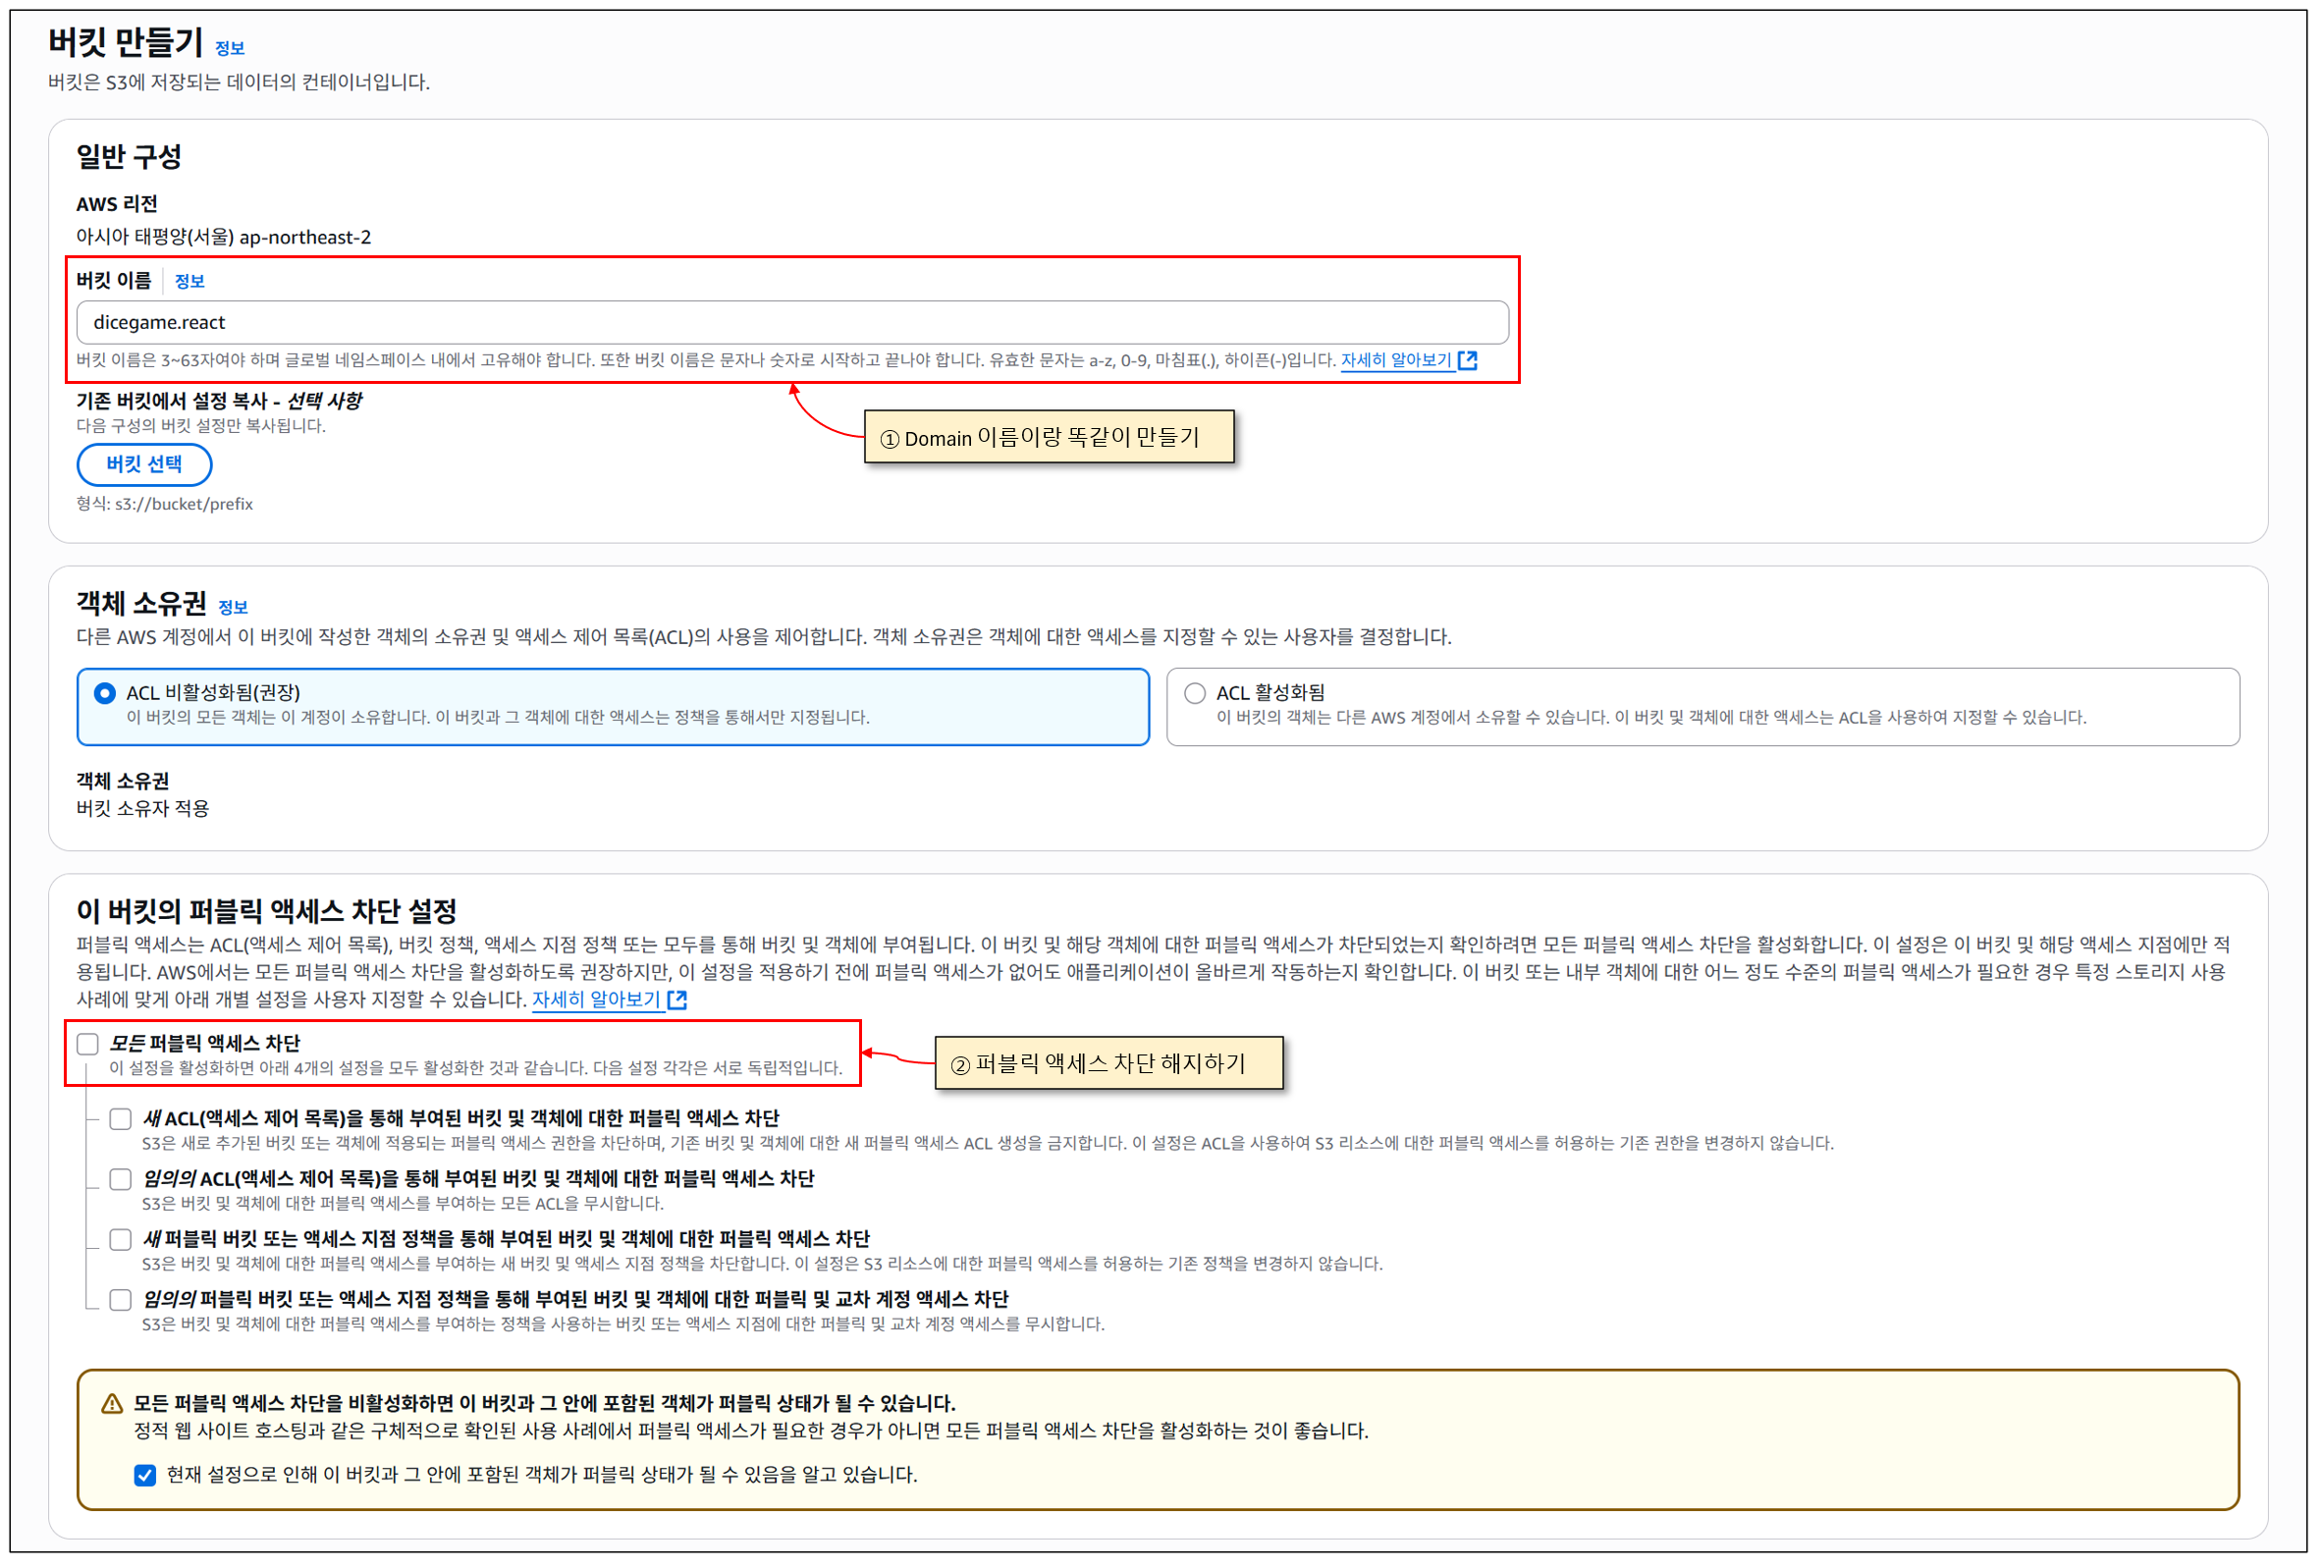 버킷 만들기 정보
버킷은 S3에 저장되는 데이터의 컨테이너입니다.
일반 구성
AWS 리전
아시아 태평양(서울) ap-northeast-2
버킷 이름 정보
dicegame.react
버킷 이름은 3~63자여야 하며 글로벌 네임스페이스 내에서 고유해야 합니다. 또한 버킷 이름은 문자나 숫자로 시작하고 끝나야 합니다. 유효한 문자는 a-z, 0-9, 마침표(.), 하이픈(-)입니다. 자세히 알아보기
기존 버킷에서 설정 복사 - 선택 사항
다음 구성의 버킷 설정만 복사됩니다.
① Domain 이름이랑 똑같이 만들기
버킷 선택
형식: s3://bucket/prefix
객체 소유권 정보
다른 AWS 계정에서 이 버킷에 작성한 객체의 소유권 및 액세스 제어 목록(ACL)의 사용을 제어합니다. 객체 소유권은 객체에 대한 액세스를 지정할 수 있는 사용자를 결정합니다.
ACL 비활성화됨(권장)
이 버킷의 모든 객체는 이 계정이 소유합니다. 이 버킷과 그 객체에 대한 액세스는 정책을 통해서만 지정됩니다.
ACL 활성화됨
이 버킷의 객체는 다른 AWS 계정에서 소유할 수 있습니다. 이 버킷 및 객체에 대한 액세스는 ACL을 사용하여 지정할 수 있습니다.
객체 소유권
버킷 소유자 적용
이 버킷의 퍼블릭 액세스 차단 설정
퍼블릭 액세스는 ACL(액세스 제어 목록), 버킷 정책, 액세스 지점 정책 또는 모두를 통해 버킷 및 객체에 부여됩니다. 이 버킷 및 해당 객체에 대한 퍼블릭 액세스가 차단되었는지 확인하려면 모든 퍼블릭 액세스 차단을 활성화합니다. 이 설정은 이 버킷 및 해당 액세스 지점에만 적
용됩니다. AWS에서는 모든 퍼블릭 액세스 차단을 활성화하도록 권장하지만, 이 설정을 적용하기 전에 퍼블릭 액세스가 없어도 애플리케이션이 올바르게 작동하는지 확인합니다. 이 버킷 또는 내부 객체에 대한 어느 정도 수준의 퍼블릭 액세스가 필요한 경우 특정 스토리지 사용
사례에 맞게 아래 개별 설정을 사용자 지정할 수 있습니다. 자세히 알아보기
모든 퍼블릭 액세스 차단
이 설정을 활성화하면 아래 4개의 설정을 모두 활성화한 것과 같습니다. 다음 설정 각각은 서로 독립적입니다.
② 퍼블릭 액세스 차단 해지하기
새 ACL(액세스 제어 목록)을 통해 부여된 버킷 및 객체에 대한 퍼블릭 액세스 차단
S3은 새로 추가된 버킷 또는 객체에 적용되는 퍼블릭 액세스 권한을 차단하며, 기존 버킷 및 객체에 대한 새 퍼블릭 액세스 ACL 생성을 금지합니다. 이 설정은 ACL을 사용하여 S3 리소스에 대한 퍼블릭 액세스를 허용하는 기존 권한을 변경하지 않습니다.
임의의 ACL(액세스 제어 목록)을 통해 부여된 버킷 및 객체에 대한 퍼블릭 액세스 차단
S3은 버킷 및 객체에 대한 퍼블릭 액세스를 부여하는 모든 ACL을 무시합니다.
새 퍼블릭 버킷 또는 액세스 지점 정책을 통해 부여된 버킷 및 객체에 대한 퍼블릭 액세스 차단
S3은 버킷 및 객체에 대한 퍼블릭 액세스를 부여하는 새 버킷 및 액세스 지점 정책을 차단합니다. 이 설정은 S3 리소스에 대한 퍼블릭 액세스를 허용하는 기존 정책을 변경하지 않습니다.
임의의 퍼블릭 버킷 또는 액세스 지점 정책을 통해 부여된 버킷 및 객체에 대한 퍼블릭 및 교차 계정 액세스 차단
S3은 버킷 및 객체에 대한 퍼블릭 액세스를 부여하는 정책을 사용하는 버킷 또는 액세스 지점에 대한 퍼블릭 및 교차 계정 액세스를 무시합니다.
모든 퍼블릭 액세스 차단을 비활성화하면 이 버킷과 그 안에 포함된 객체가 퍼블릭 상태가 될 수 있습니다.
정적 웹 사이트 호스팅과 같은 구체적으로 확인된 사용 사례에서 퍼블릭 액세스가 필요한 경우가 아니면 모든 퍼블릭 액세스 차단을 활성화하는 것이 좋습니다.
현재 설정으로 인해 이 버킷과 그 안에 포함된 객체가 퍼블릭 상태가 될 수 있음을 알고 있습니다.